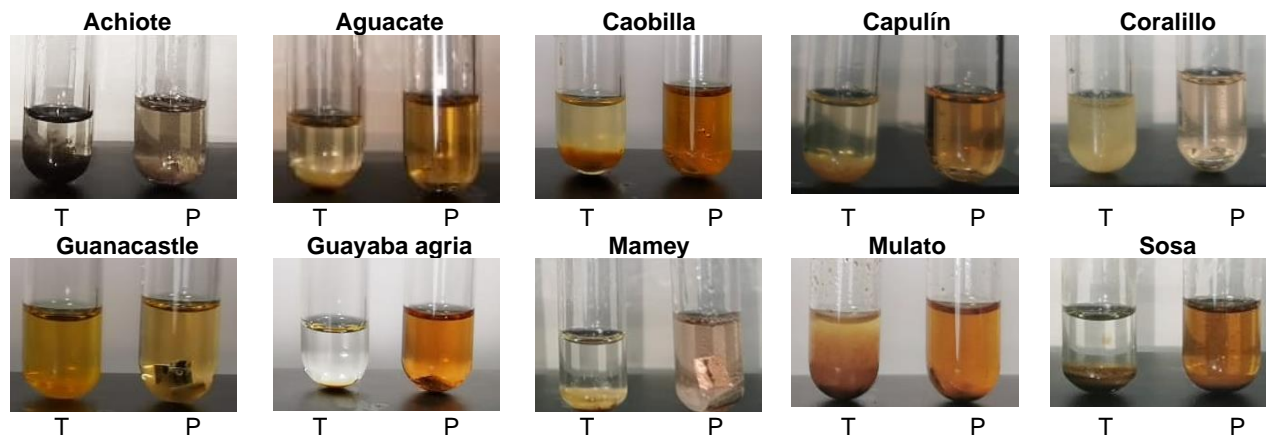 Achiote Aguacate Caobilla Capulín Coralillo
T P T P T P T P T P
Guanacastle Guayaba agria Mamey Mulato Sosa
T P T P T P T P T P